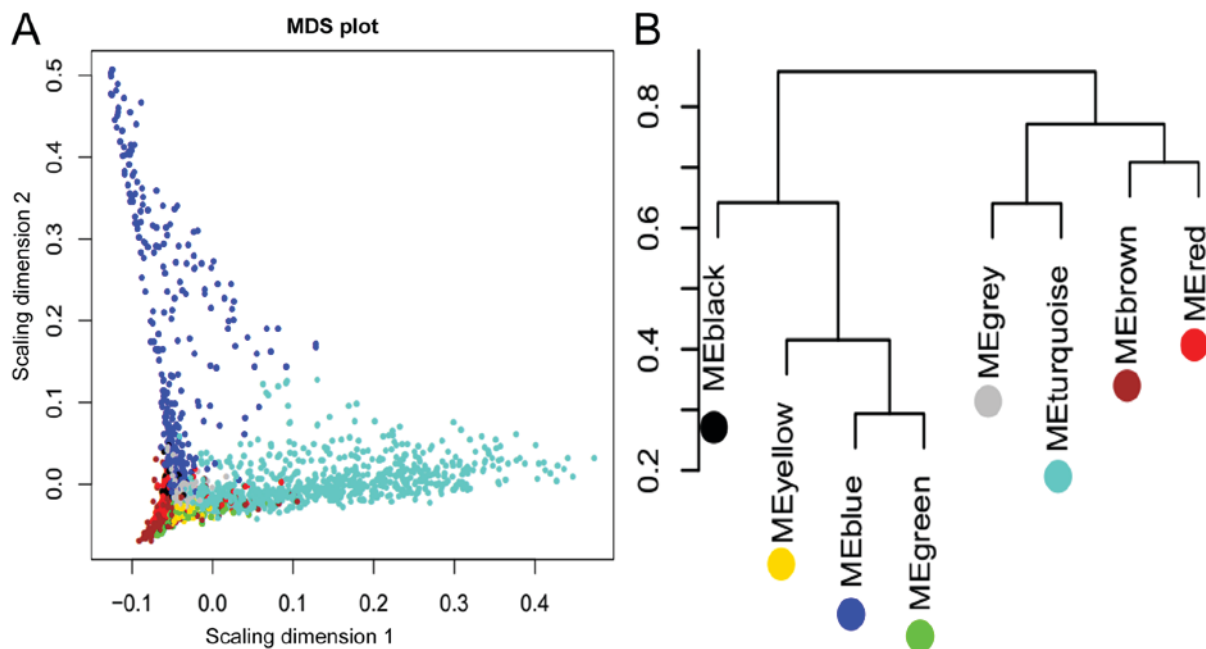 A
MDS plot
Scaling dimension 2
0.5
0.4
0.3
0.2
0.1
0.0
−0.1
0.0
0.1
0.2
0.3
0.4
Scaling dimension 1
B
0.8
0.6
0.4
0.2
MEblack
MEyellow
MEblue
MEgreen
MEgrey
MEturquoise
MEbrown
MEred